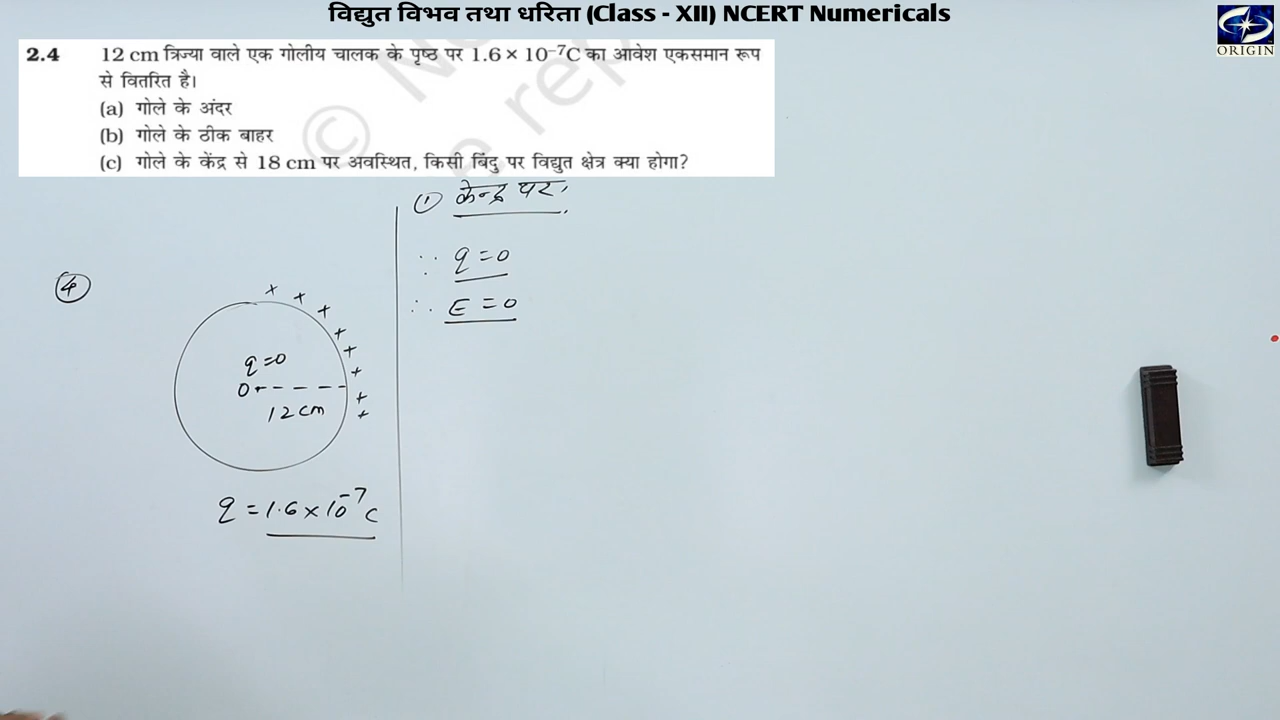 विद्युत विभव तथा धरिता (Class - XII) NCERT Numericals
ORIGIN
2.4 12 cm त्रिज्या वाले एक गोलीय चालक के पृष्ठ पर 1.6 × 10⁻⁷C का आवेश एकसमान रूप
से वितरित है।
(a) गोले के अंदर
(b) गोले के ठीक बाहर
(c) गोले के केंद्र से 18 cm पर अवस्थित, किसी बिंदु पर विद्युत क्षेत्र क्या होगा?
① केन्द्र पर
∵ q = 0
∴ E = 0
④
+ + + + + + + +
q = 0
O
12 cm
q = 1.6 × 10⁻⁷ C